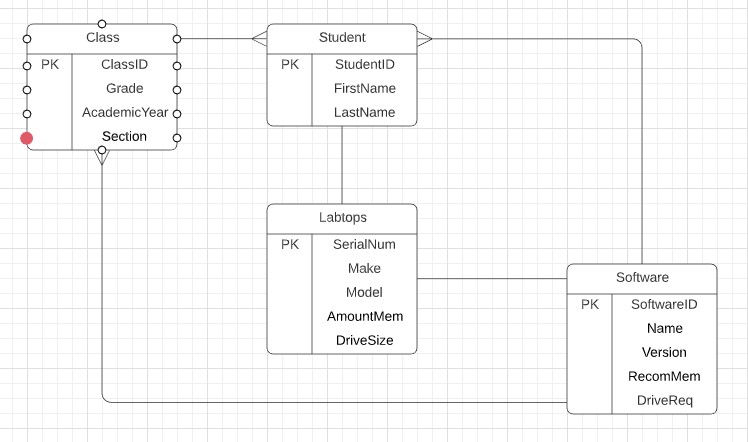 Class
PK ClassID
Grade
AcademicYear
Section
Student
PK StudentID
FirstName
LastName
Labtops
PK SerialNum
Make
Model
AmountMem
DriveSize
Software
PK SoftwareID
Name
Version
RecomMem
DriveReq